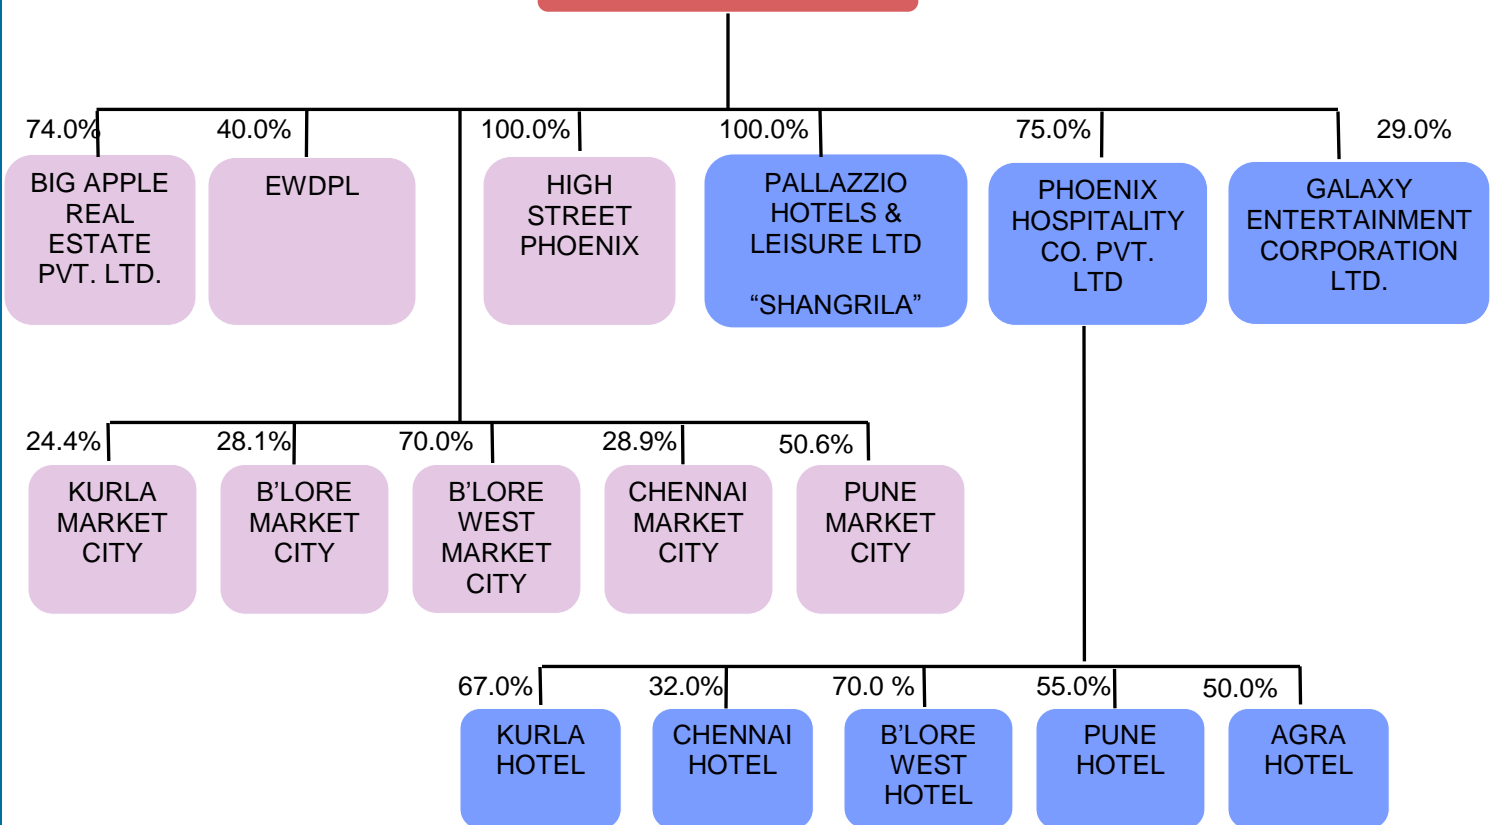 74.0%
40.0%
100.0%
100.0%
75.0%
29.0%
BIG APPLE
REAL
ESTATE
PVT. LTD.
EWDPL
HIGH
STREET
PHOENIX
PALLAZZIO
HOTELS &
LEISURE LTD
“SHANGRILA”
PHOENIX
HOSPITALITY
CO. PVT.
LTD
GALAXY
ENTERTAINMENT
CORPORATION
LTD.
24.4%
28.1%
70.0%
28.9%
50.6%
KURLA
MARKET
CITY
B’LORE
MARKET
CITY
B’LORE
WEST
MARKET
CITY
CHENNAI
MARKET
CITY
PUNE
MARKET
CITY
67.0%
32.0%
70.0 %
55.0%
50.0%
KURLA
HOTEL
CHENNAI
HOTEL
B’LORE
WEST
HOTEL
PUNE
HOTEL
AGRA
HOTEL